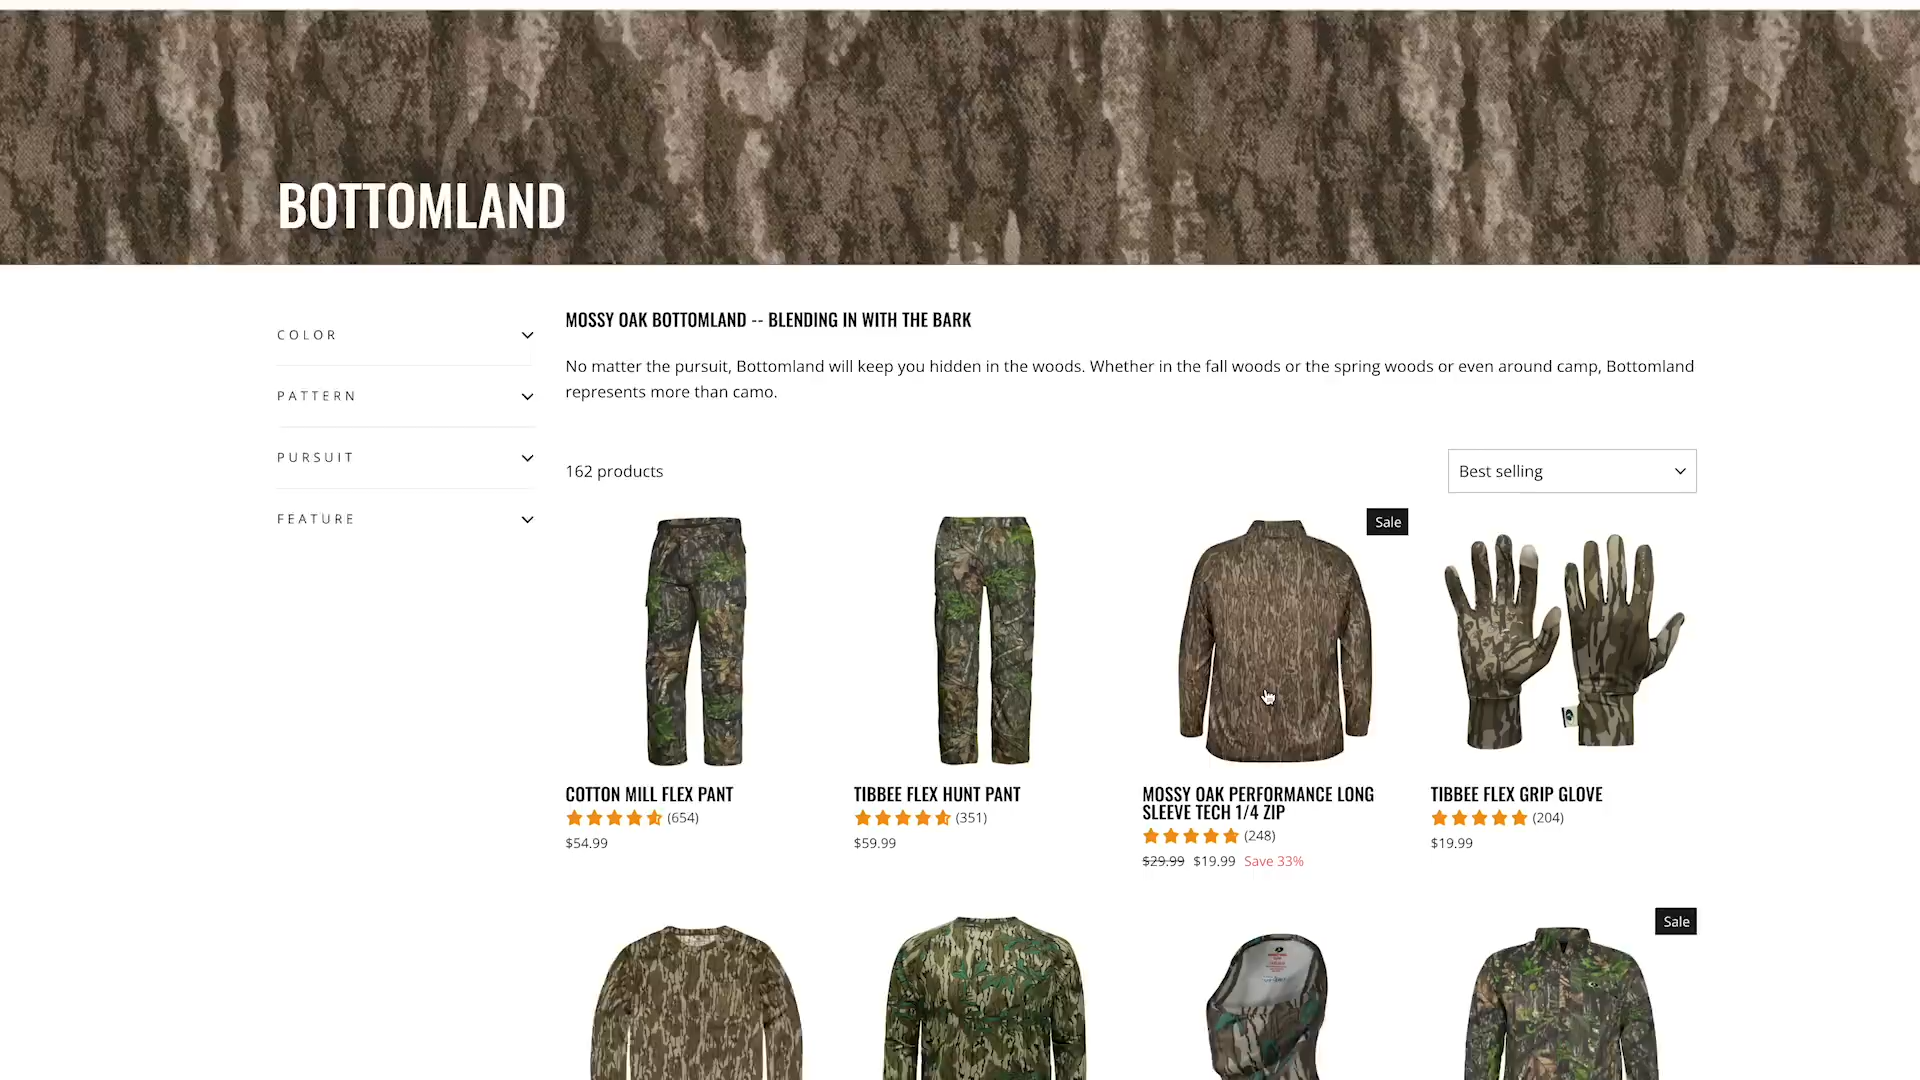 BOTTOMLAND
COLOR
PATTERN
PURSUIT
FEATURE
MOSSY OAK BOTTOMLAND -- BLENDING IN WITH THE BARK
No matter the pursuit, Bottomland will keep you hidden in the woods. Whether in the fall woods or the spring woods or even around camp, Bottomland
represents more than camo.
162 products
Best selling
Sale
COTTON MILL FLEX PANT
(654)
$54.99
TIBBEE FLEX HUNT PANT
(351)
$59.99
MOSSY OAK PERFORMANCE LONG
SLEEVE TECH 1/4 ZIP
(248)
$29.99 $19.99 Save 33%
TIBBEE FLEX GRIP GLOVE
(204)
$19.99
Sale